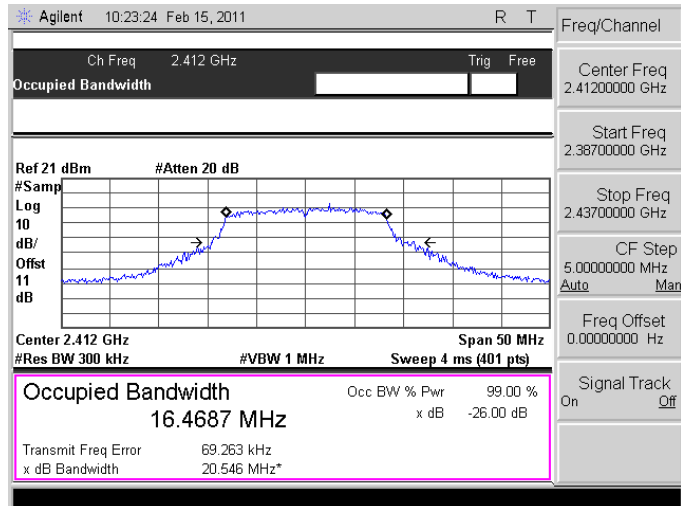 Agilent 10:23:24 Feb 15, 2011 R T
Ch Freq 2.412 GHz Trig Free
Occupied Bandwidth
Ref 21 dBm #Atten 20 dB
#Samp
Log
10
dB/
Offst
11
dB
Center 2.412 GHz Span 50 MHz
#Res BW 300 kHz #VBW 1 MHz Sweep 4 ms (401 pts)
Occupied Bandwidth Occ BW % Pwr 99.00 %
16.4687 MHz x dB -26.00 dB
Transmit Freq Error 69.263 kHz
x dB Bandwidth 20.546 MHz*
Freq/Channel
Center Freq
2.41200000 GHz
Start Freq
2.38700000 GHz
Stop Freq
2.43700000 GHz
CF Step
5.00000000 MHz
Auto Man
Freq Offset
0.00000000 Hz
Signal Track
On Off